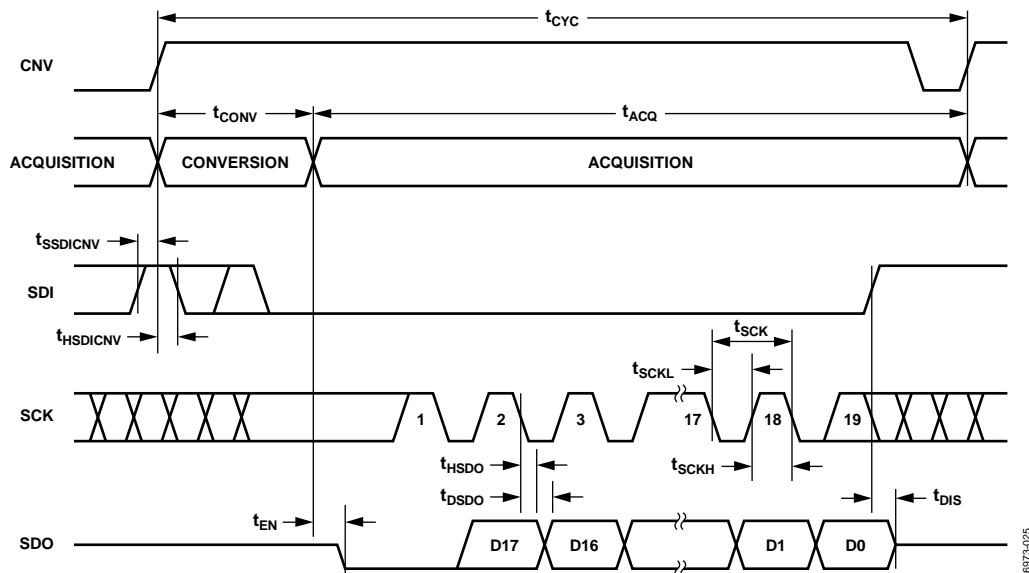 tCYC
CNV
tCONV
tACQ
ACQUISITION
CONVERSION
ACQUISITION
tSSDICNV
SDI
tHSDICNV
tSCK
tSCKL
SCK
1
2
3
17
18
19
tHSDO
tSCKH
tDSDO
tDIS
tEN
SDO
D17
D16
D1
D0
6973-025